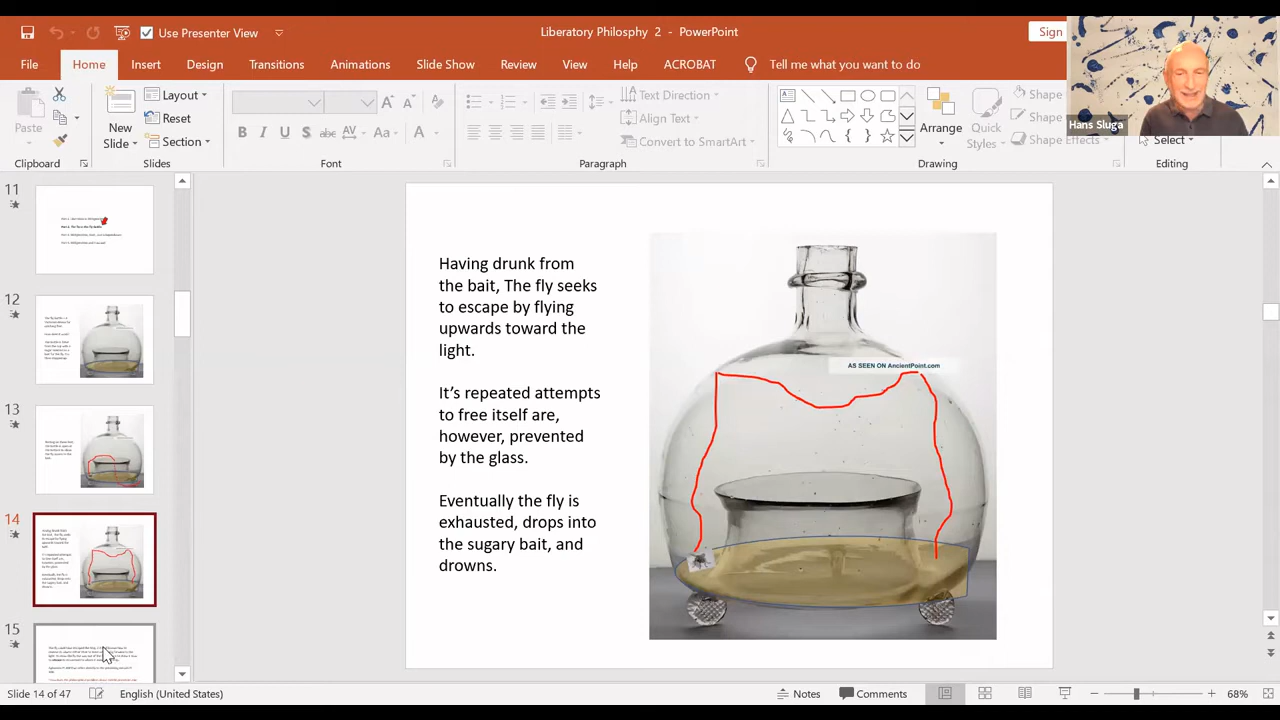 Use Presenter View
Liberatory Philosphy 2 - PowerPoint
Sign
File
Home
Insert
Design
Transitions
Animations
Slide Show
Review
View
Help
ACROBAT
Tell me what you want to do
Paste
New
Slide
Layout
Reset
Section
Text Direction
Align Text
Convert to SmartArt
Arrange
Quick
Styles
Shape
Shape
Shape Effects
Select
Hans Sluga
Clipboard
Slides
Font
Paragraph
Drawing
Editing
11
12
13
14
15
Having drunk from
the bait, The fly seeks
to escape by flying
upwards toward the
light.
It's repeated attempts
to free itself are,
however, prevented
by the glass.
Eventually the fly is
exhausted, drops into
the sugary bait, and
drowns.
AS SEEN ON AncientPoint.com
Slide 14 of 47
English (United States)
Notes
Comments
68%